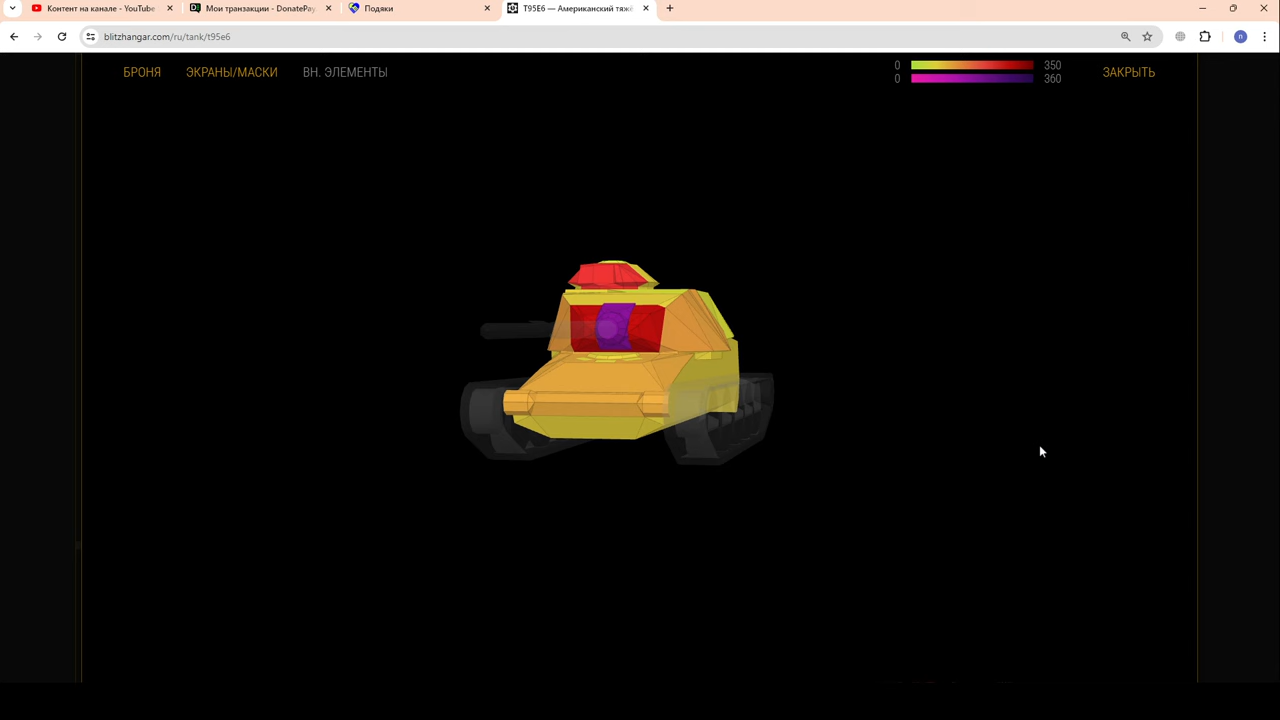 Контент на канале - YouTube
Мои транзакции - DonatePay
Подяки
T95E6 — Американский тяжё
blitzhangar.com/ru/tank/t95e6
n
БРОНЯ
ЭКРАНЫ/МАСКИ
ВН. ЭЛЕМЕНТЫ
0 350
0 360
ЗАКРЫТЬ